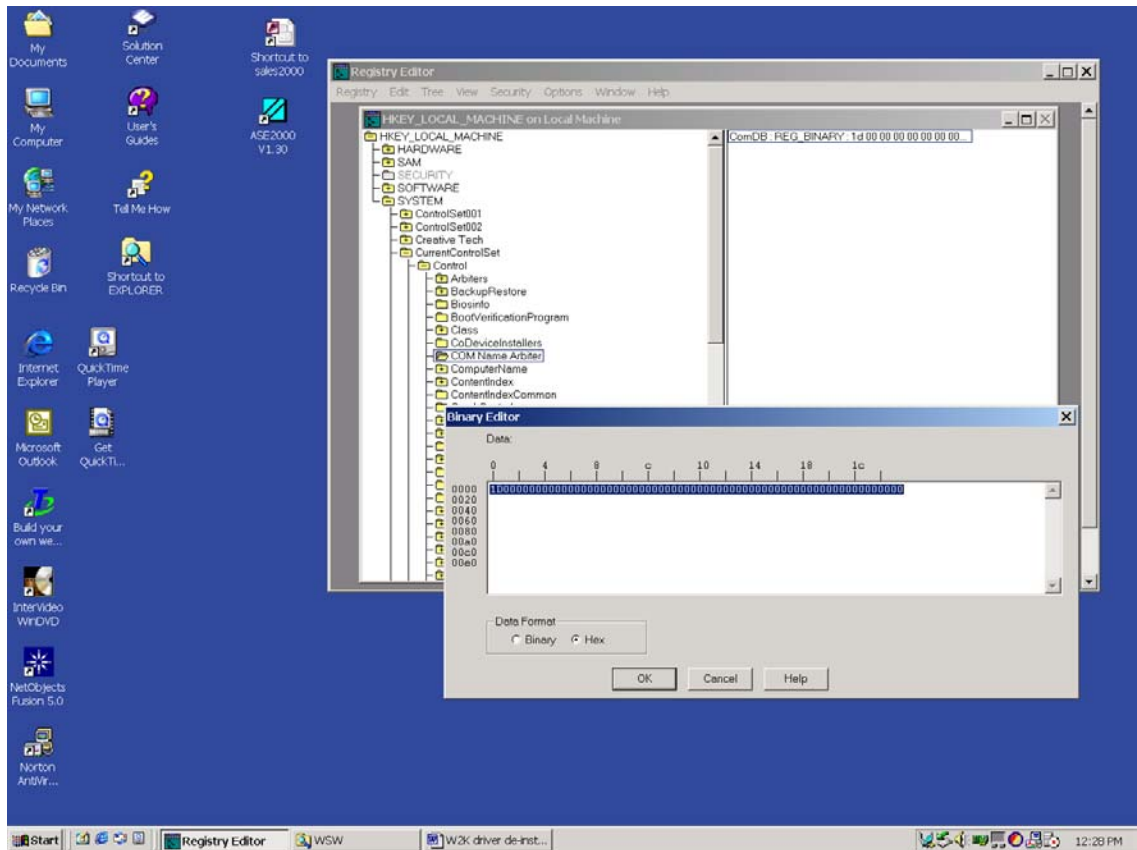 My
Documents
Solution
Center
Shortcut to
sales2000
My
Computer
User's
Guides
ASE2000
V1.30
My Network
Places
Tell Me How
Recycle Bin
Shortcut to
EXPLORER
Internet
Explorer
QuickTime
Player
Microsoft
Outlook
Get
QuickTi...
Build your
own we...
InterVideo
WinDVD
NetObjects
Fusion 5.0
Norton
AntiVir...
Registry Editor
Registry Edit Tree View Security Options Window Help
HKEY_LOCAL_MACHINE on Local Machine
HKEY_LOCAL_MACHINE
HARDWARE
SAM
SECURITY
SOFTWARE
SYSTEM
ControlSet001
ControlSet002
Creative Tech
CurrentControlSet
Control
Arbiters
BackupRestore
Biosinfo
BootVerificationProgram
Class
CoDeviceInstallers
COM Name Arbiter
ComputerName
ContentIndex
ContentIndexCommon
ComDB : REG_BINARY : 1d 00 00 00 00 00 00 00...
Binary Editor
Data:
0 4 8 c 10 14 18 1c
0000 1D00000000000000000000000000000000000000000000000000000000000000
0020
0040
0060
0080
00a0
00c0
00e0
Data Format
Binary Hex
OK Cancel Help
Start Registry Editor WSW W2K driver de-inst... 12:28 PM